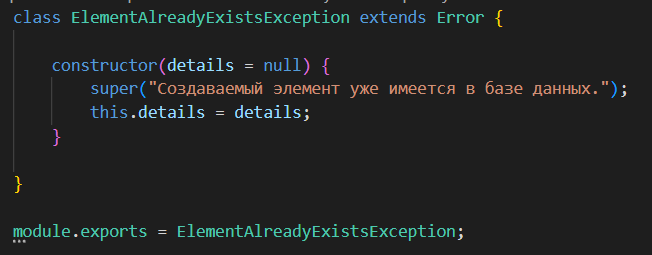 class ElementAlreadyExistsException extends Error {
constructor(details = null) {
super("Создаваемый элемент уже имеется в базе данных.");
this.details = details;
}
}
module.exports = ElementAlreadyExistsException;